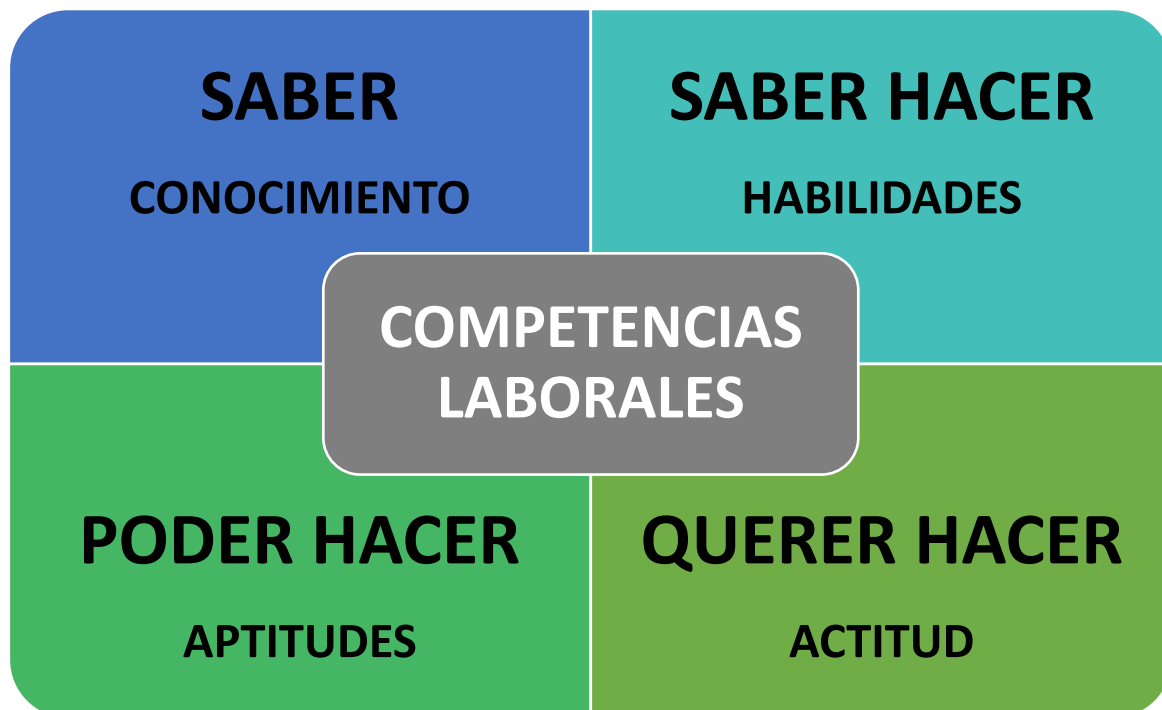 SABER
CONOCIMIENTO
SABER HACER
HABILIDADES
COMPETENCIAS
LABORALES
PODER HACER
APTITUDES
QUERER HACER
ACTITUD